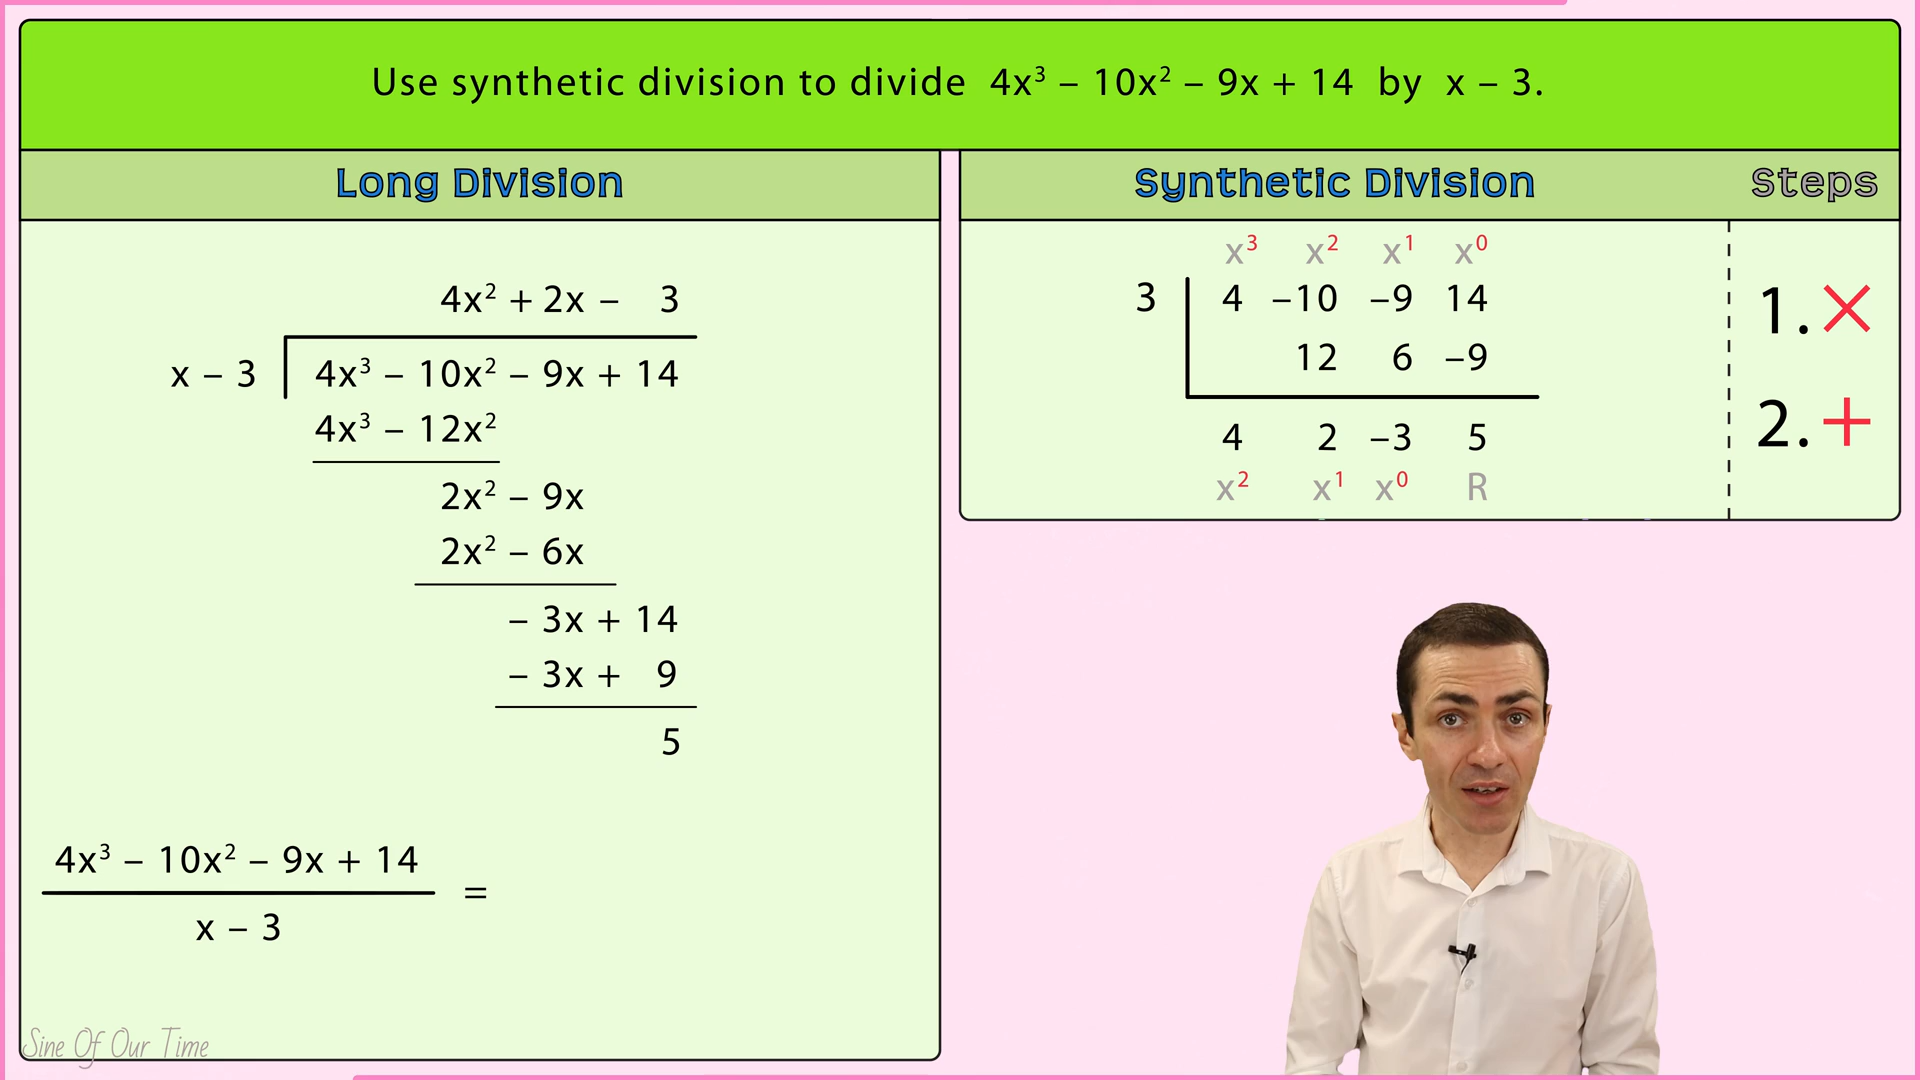 Use synthetic division to divide 4x³ – 10x² – 9x + 14 by x – 3.
Long Division
4x² + 2x – 3
x – 3 4x³ – 10x² – 9x + 14
4x³ – 12x²
2x² – 9x
2x² – 6x
– 3x + 14
– 3x + 9
5
4x³ – 10x² – 9x + 14
=
x – 3
Sine Of Our Time
Synthetic Division
x³ x² x¹ x⁰
3 4 –10 –9 14
12 6 –9
4 2 –3 5
x² x¹ x⁰ R
Steps
1. ×
2. +